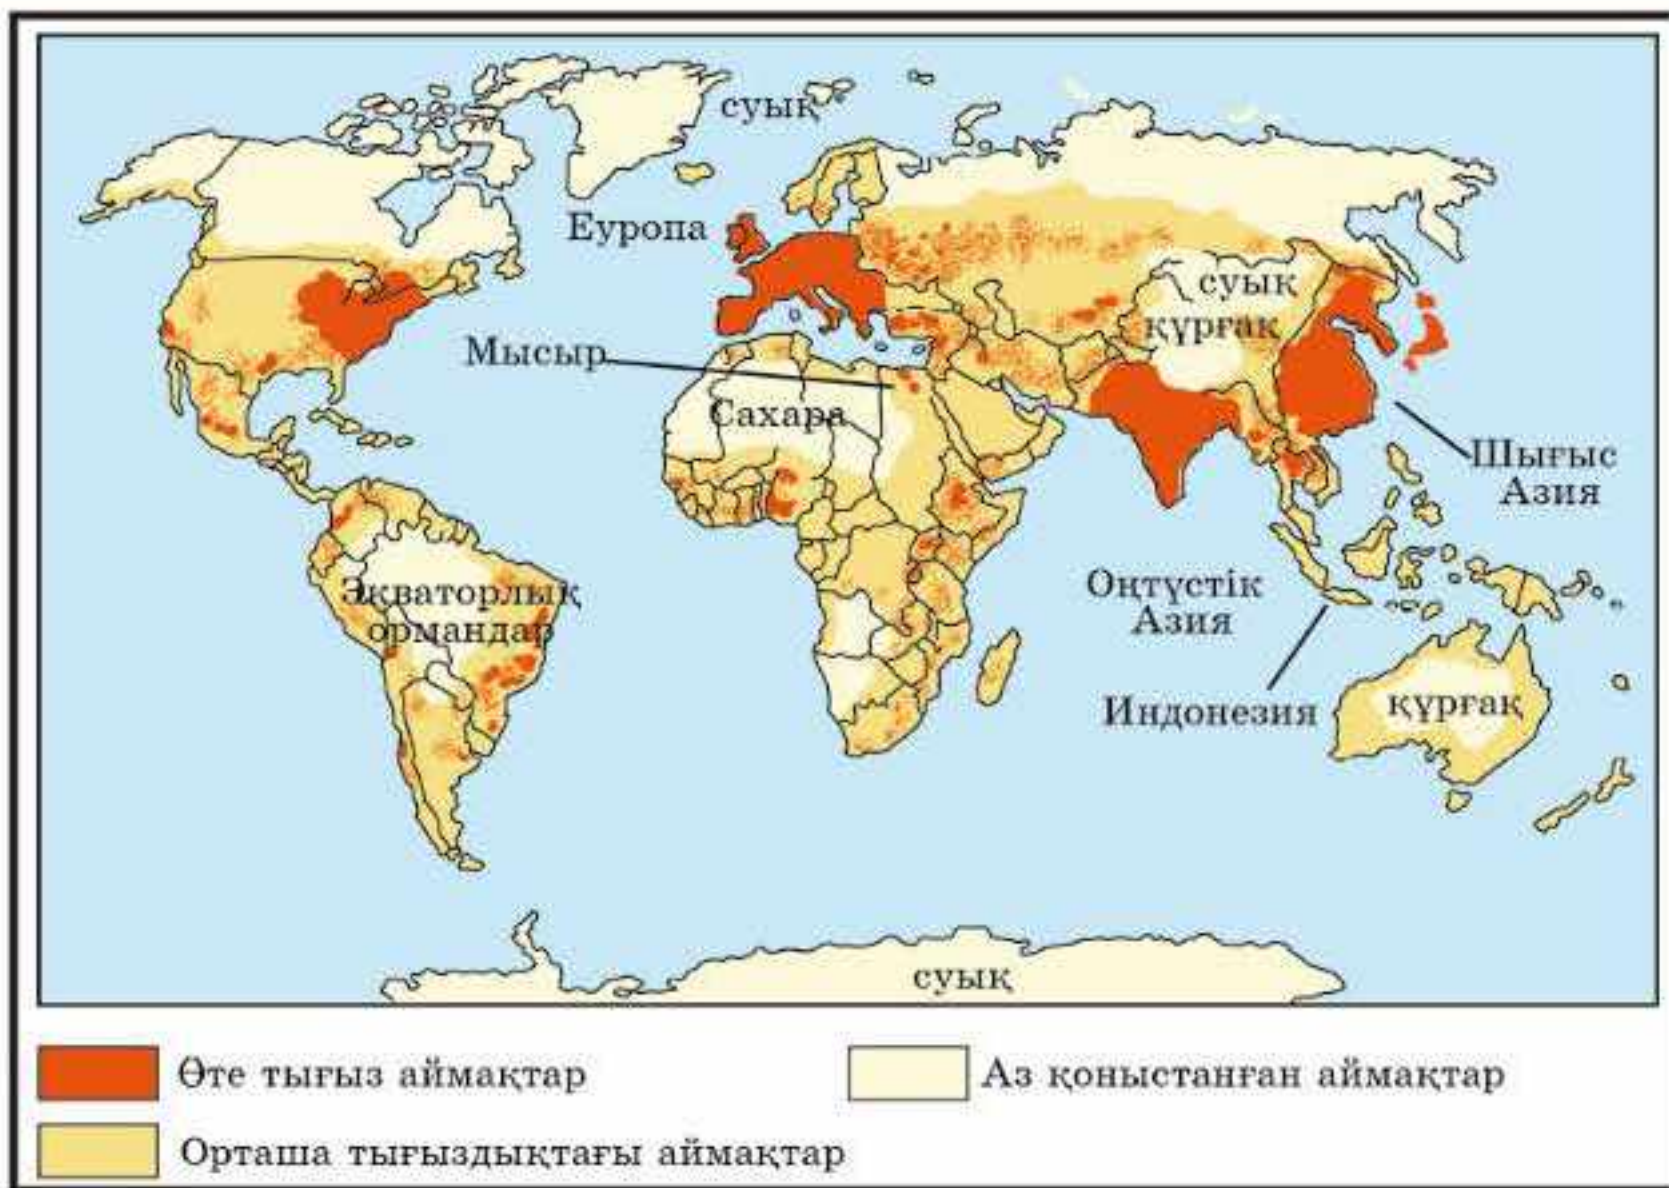 суық
Еуропа
суық
құрғақ
Мысыр
Сахара
Шығыс
Азия
Экваторлық
ормандар
Оңтүстік
Азия
Индонезия
құрғақ
суық
Өте тығыз аймақтар
Аз қоныстанған аймақтар
Орташа тығыздықтағы аймақтар